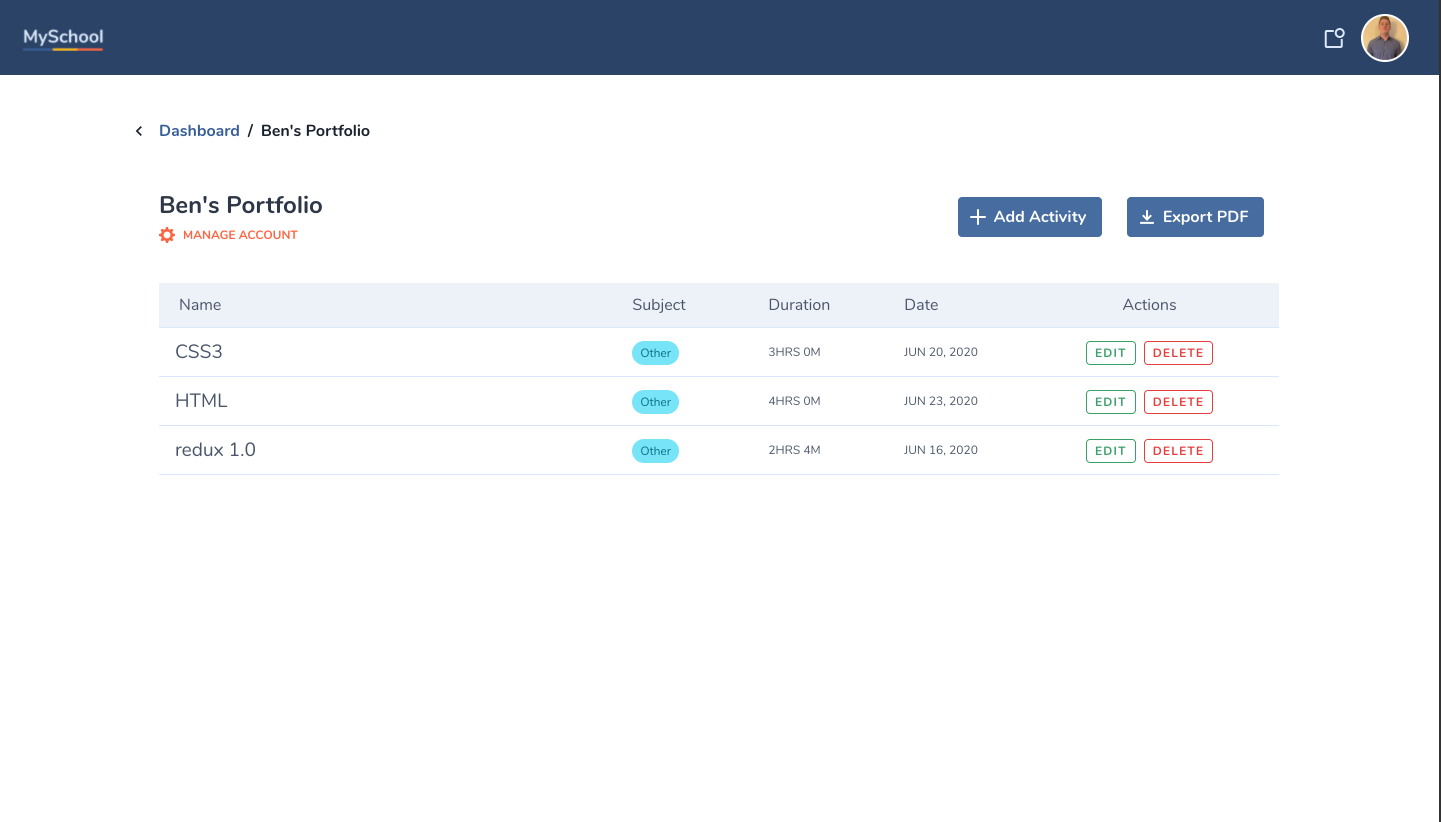 MySchool
Dashboard / Ben's Portfolio
Ben's Portfolio
MANAGE ACCOUNT
Add Activity Export PDF
Name Subject Duration Date Actions
CSS3 Other 3HRS 0M JUN 20, 2020 EDIT DELETE
HTML Other 4HRS 0M JUN 23, 2020 EDIT DELETE
redux 1.0 Other 2HRS 4M JUN 16, 2020 EDIT DELETE